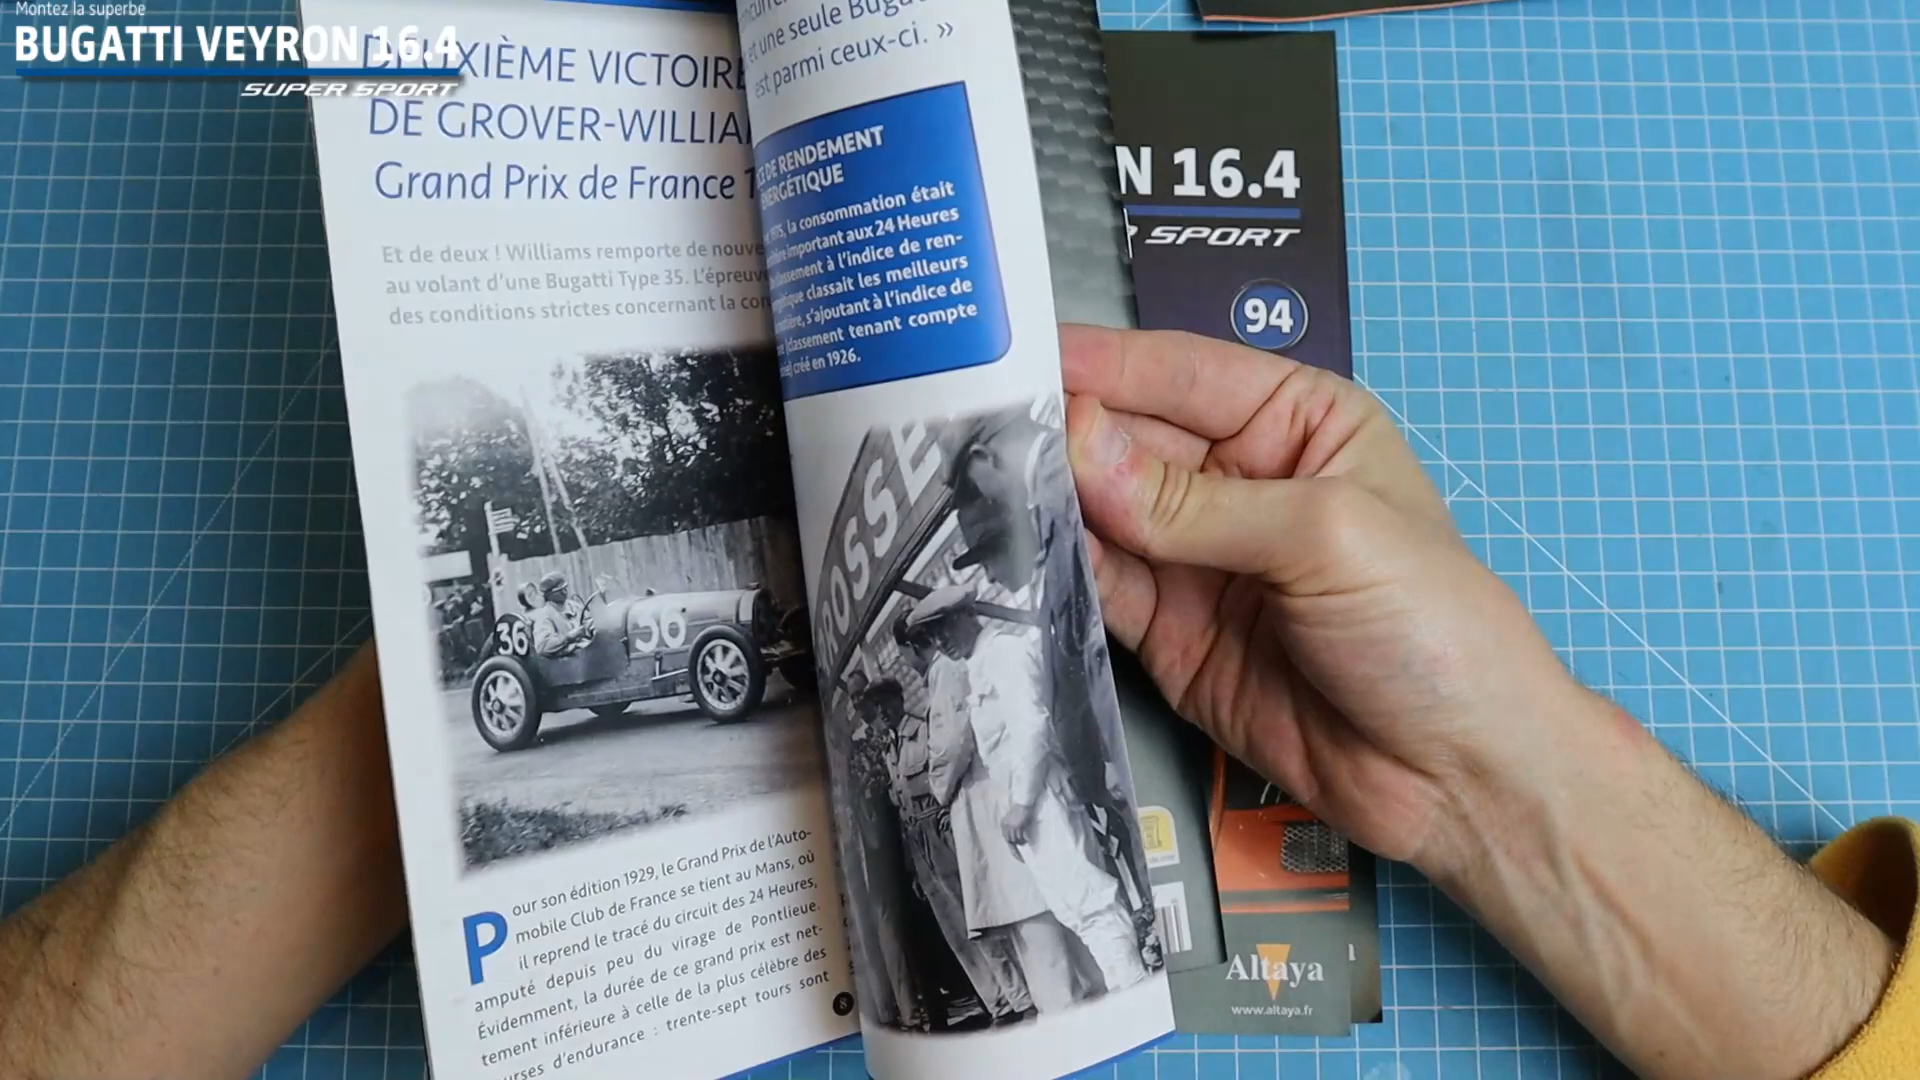 Montez la superbe
BUGATTI VEYRON 16.4
SUPER SPORT
DEUXIÈME VICTOIRE
DE GROVER-WILLIA
Grand Prix de France
Et de deux ! Williams remporte de
au volant d'une Bugatti Type 35. L'épreuve
des conditions strictes concernant la
36
36
Pour son édition 1929, le Grand Prix de l'Auto-
mobile Club de France se tient au Mans, où
il reprend le tracé du circuit des 24 Heures,
amputé depuis peu du virage de Pontlieue.
Évidemment, la durée de ce grand prix est net-
tement inférieure à celle de la plus célèbre des
d'endurance : trente-sept tours sont
8
et une seule
est parmi ceux-ci. »
DE RENDEMENT
ÉNERGÉTIQUE
la consommation était
important aux 24 Heures
à l'indice de ren-
classait les meilleurs
s'ajoutant à l'indice de
(classement tenant compte
créé en 1926.
ROSSE
N 16.4
SPORT
94
Altaya
www.altaya.fr